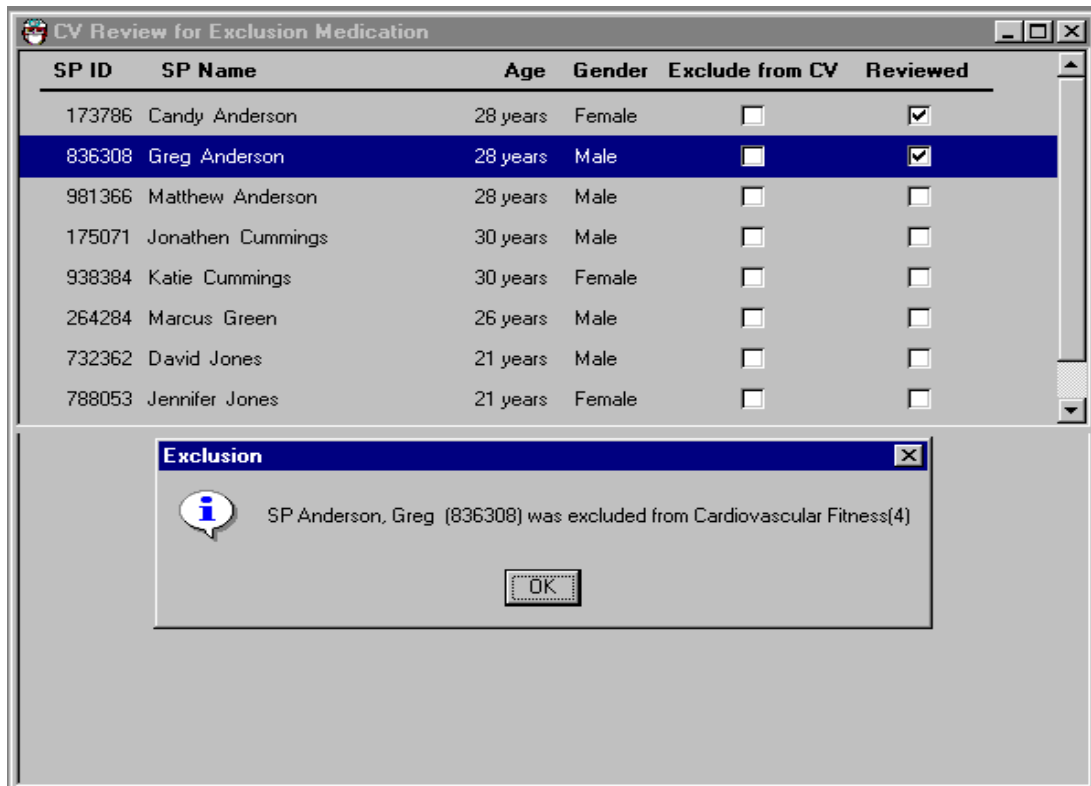 CV Review for Exclusion Medication
SP ID SP Name Age Gender Exclude from CV Reviewed
173786 Candy Anderson 28 years Female
836308 Greg Anderson 28 years Male
981366 Matthew Anderson 28 years Male
175071 Jonathen Cummings 30 years Male
938384 Katie Cummings 30 years Female
264284 Marcus Green 26 years Male
732362 David Jones 21 years Male
788053 Jennifer Jones 21 years Female
Exclusion
SP Anderson, Greg (836308) was excluded from Cardiovascular Fitness(4)
OK